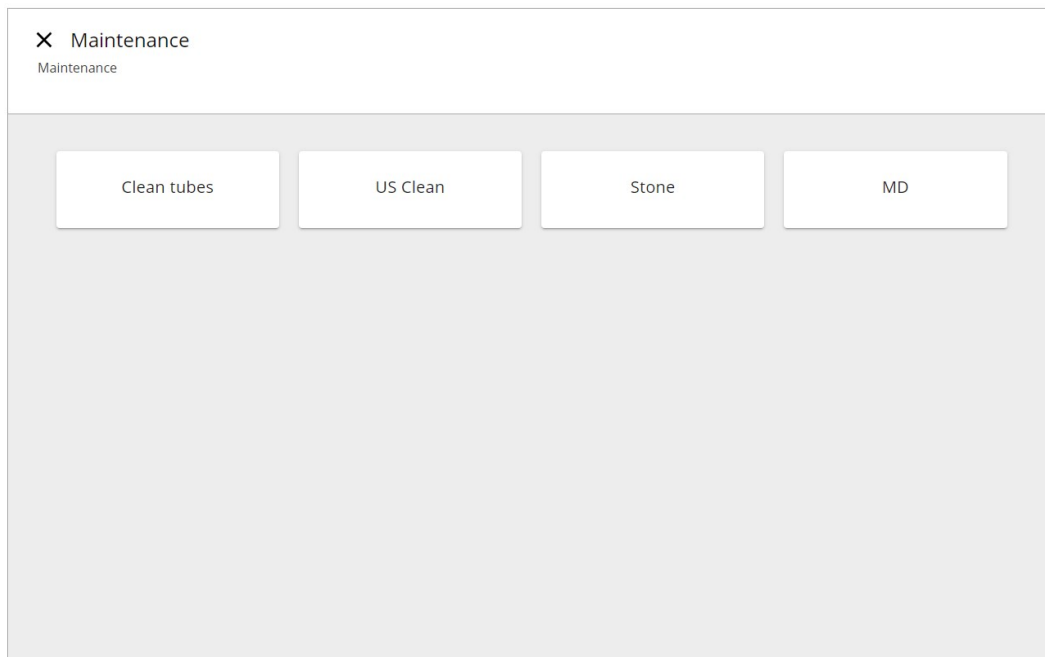 Maintenance
Maintenance
Clean tubes
US Clean
Stone
MD